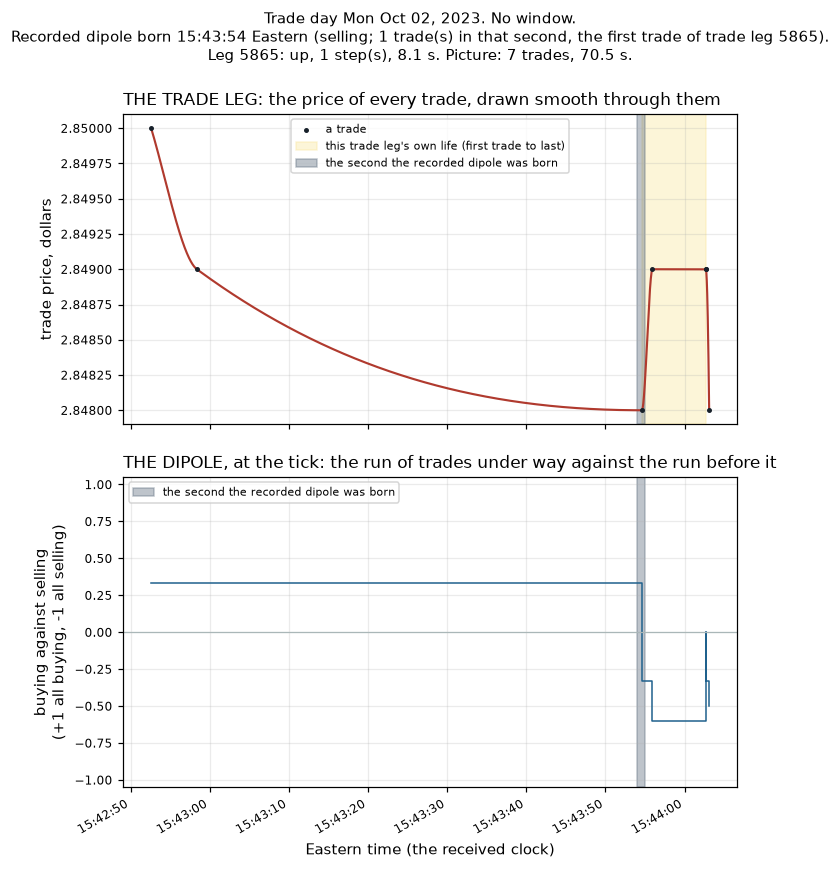 Trade day Mon Oct 02, 2023. No window.
Recorded dipole born 15:43:54 Eastern (selling; 1 trade(s) in that second, the first trade of trade leg 5865).
Leg 5865: up, 1 step(s), 8.1 s. Picture: 7 trades, 70.5 s.
THE TRADE LEG: the price of every trade, drawn smooth through them
a trade
this trade leg's own life (first trade to last)
the second the recorded dipole was born
trade price, dollars
2.85000
2.84975
2.84950
2.84925
2.84900
2.84875
2.84850
2.84825
2.84800
THE DIPOLE, at the tick: the run of trades under way against the run before it
the second the recorded dipole was born
buying against selling
(+1 all buying, -1 all selling)
1.00
0.75
0.50
0.25
0.00
−0.25
−0.50
−0.75
−1.00
15:42:50
15:43:00
15:43:10
15:43:20
15:43:30
15:43:40
15:43:50
15:44:00
Eastern time (the received clock)